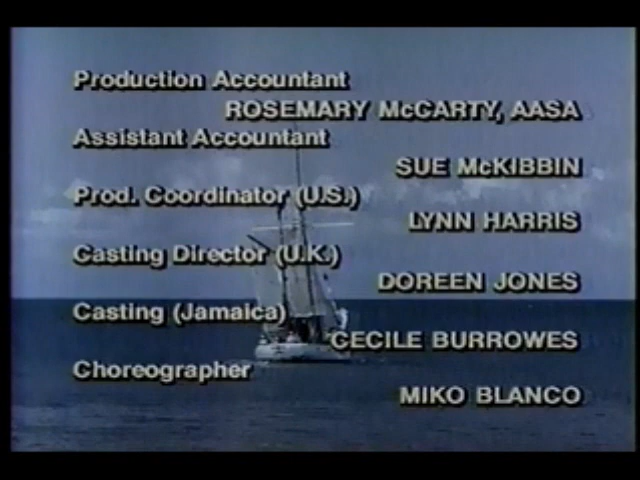 Production Accountant
ROSEMARY McCARTY, AASA
Assistant Accountant
SUE McKIBBIN
Prod. Coordinator (U.S.)
LYNN HARRIS
Casting Director (U.K.)
DOREEN JONES
Casting (Jamaica)
CECILE BURROWES
Choreographer
MIKO BLANCO